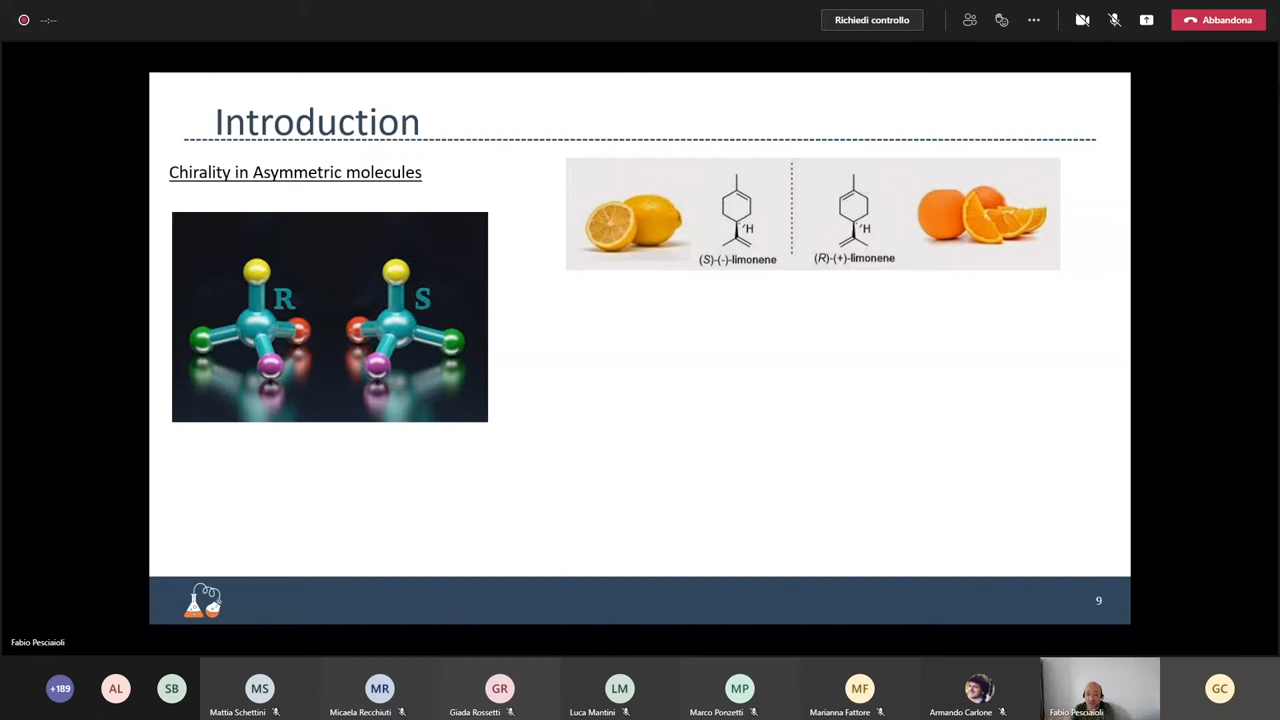 --:--
Richiedi controllo
Abbandona
Introduction
Chirality in Asymmetric molecules
R
S
H
H
(S)-(-)-limonene
(R)-(+)-limonene
9
Fabio Pesciaioli
+189
AL
SB
MS
MR
GR
LM
MP
MF
GC
Mattia Schettini
Micaela Recchiuti
Giada Rossetti
Luca Mantini
Marco Ponzetti
Marianna Fattore
Armando Carlone
Fabio Pesciaioli